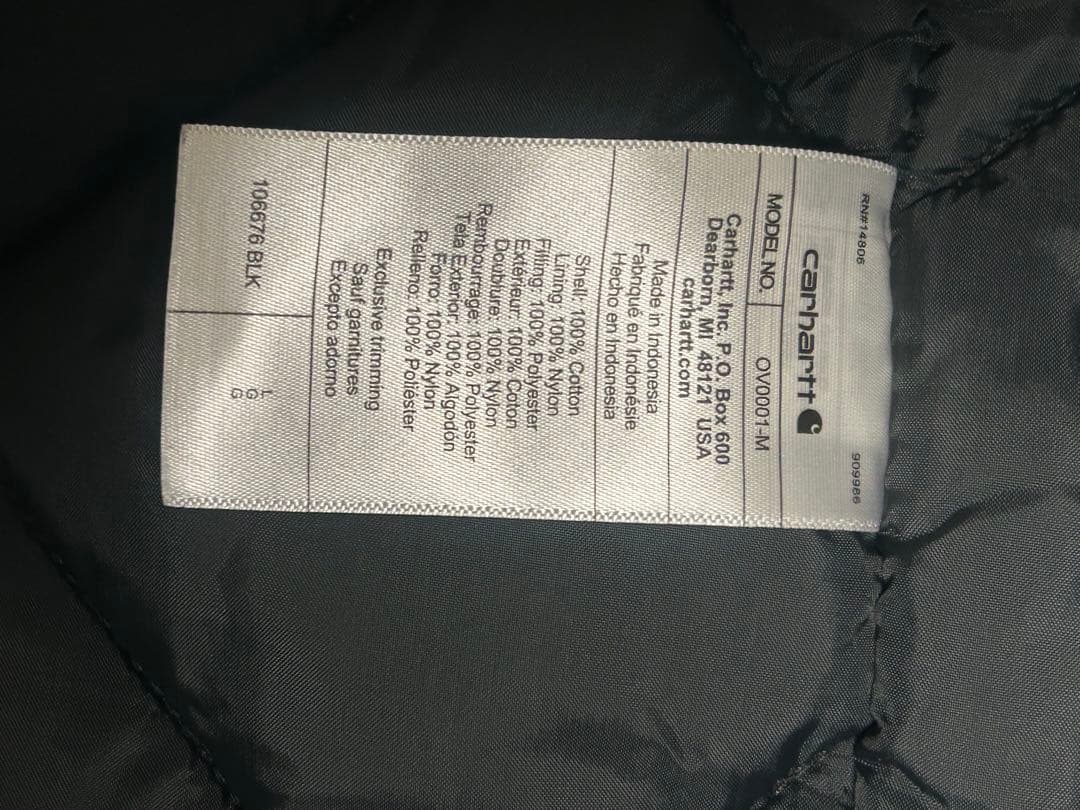 RN#14806 909986
carhartt
MODEL NO. OV0001-M
Carhartt, Inc. P.O. Box 600
Dearborn, MI 48121 USA
carhartt.com
Made in Indonesia
Fabriqué en Indonésie
Hecho en Indonesia
Shell: 100% Cotton
Lining: 100% Nylon
Filling: 100% Polyester
Extérieur: 100% Coton
Doublure: 100% Nylon
Rembourrage: 100% Polyester
Tela Exterior: 100% Algodón
Forro: 100% Nylon
Relleno: 100% Poliéster
Exclusive trimming
Sauf garnitures
Excepto adorno
106676 BLK L
G
G